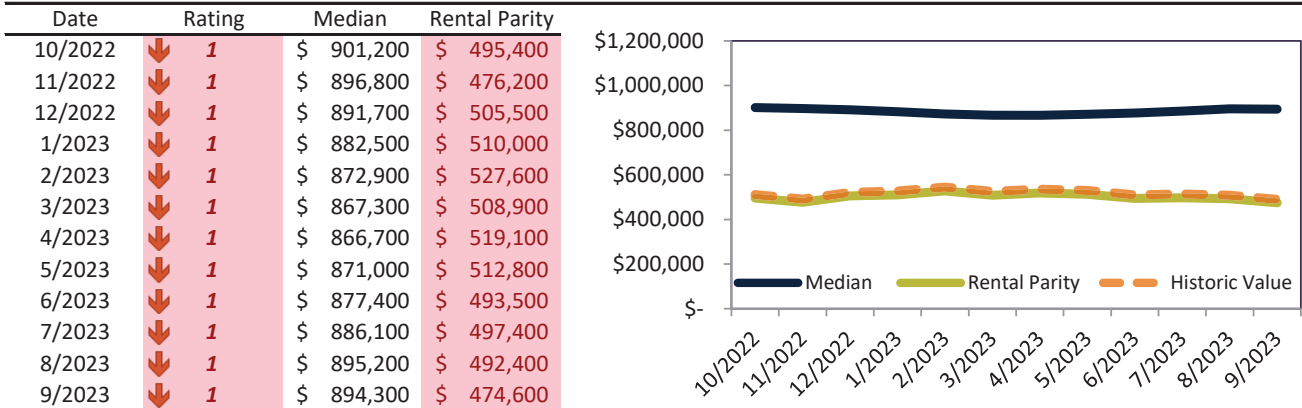 Date Rating Median Rental Parity
10/2022 1 $ 901,200 $ 495,400
11/2022 1 $ 896,800 $ 476,200
12/2022 1 $ 891,700 $ 505,500
1/2023 1 $ 882,500 $ 510,000
2/2023 1 $ 872,900 $ 527,600
3/2023 1 $ 867,300 $ 508,900
4/2023 1 $ 866,700 $ 519,100
5/2023 1 $ 871,000 $ 512,800
6/2023 1 $ 877,400 $ 493,500
7/2023 1 $ 886,100 $ 497,400
8/2023 1 $ 895,200 $ 492,400
9/2023 1 $ 894,300 $ 474,600
$1,200,000
$1,000,000
$800,000
$600,000
$400,000
$200,000
$-
Median Rental Parity Historic Value
10/2022 11/2022 12/2022 1/2023 2/2023 3/2023 4/2023 5/2023 6/2023 7/2023 8/2023 9/2023